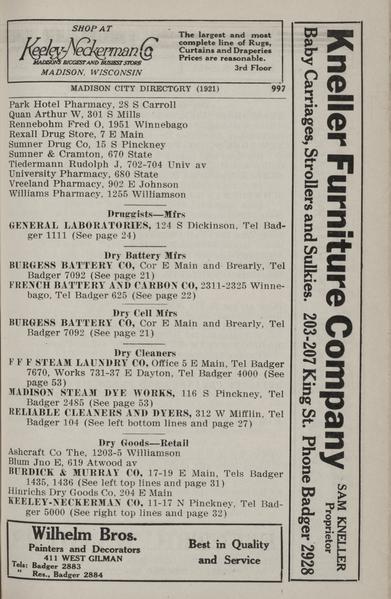 SHOP AT
Keeley-Neckerman Co
MADISON'S BIGGEST AND BUSIEST STORE
MADISON, WISCONSIN
The largest and most
complete line of Rugs,
Curtains and Draperies
Prices are reasonable.
3rd Floor
MADISON CITY DIRECTORY (1921) 997
Park Hotel Pharmacy, 28 S Carroll
Quan Arthur W, 301 S Mills
Rennebohm Fred O, 1951 Winnebago
Rexall Drug Store, 7 E Main
Sumner Drug Co, 15 S Pinckney
Sumner & Cramton, 670 State
Tiedermann Rudolph J, 702-704 Univ av
University Pharmacy, 680 State
Vreeland Pharmacy, 902 E Johnson
Williams Pharmacy, 1255 Williamson
Druggists—Mfrs
GENERAL LABORATORIES, 124 S Dickinson, Tel Bad-
ger 1111 (See page 24)
Dry Battery Mfrs
BURGESS BATTERY CO, Cor E Main and Brearly, Tel
Badger 7092 (See page 21)
FRENCH BATTERY AND CARBON CO, 2311-2325 Winne-
bago, Tel Badger 625 (See page 22)
Dry Cell Mfrs
BURGESS BATTERY CO, Cor E Main and Brearly, Tel
Badger 7092 (See page 21)
Dry Cleaners
F F F STEAM LAUNDRY CO, Office 5 E Main, Tel Badger
7670, Works 731-37 E Dayton, Tel Badger 4000 (See
page 53)
MADISON STEAM DYE WORKS, 116 S Pinckney, Tel
Badger 2485 (See page 53)
RELIABLE CLEANERS AND DYERS, 312 W Mifflin, Tel
Badger 104 (See left bottom lines and page 27)
Dry Goods—Retail
Ashcraft Co The, 1203-5 Williamson
Blum Jno E, 619 Atwood av
BURDICK & MURRAY CO, 17-19 E Main, Tels Badger
1435, 1436 (See left top lines and page 31)
Hinrichs Dry Goods Co, 204 E Main
KEELEY-NECKERMAN CO, 11-17 N Pinckney, Tel Bad-
ger 5000 (See right top lines and page 32)
Wilhelm Bros.
Painters and Decorators
411 WEST GILMAN
Tels: Badger 2883
" Res., Badger 2884
Best in Quality
and Service
Kneller Furniture Company
SAM KNELLER
Proprietor
Baby Carriages, Strollers and Sulkies. 203-207 King St. Phone Badger 2928